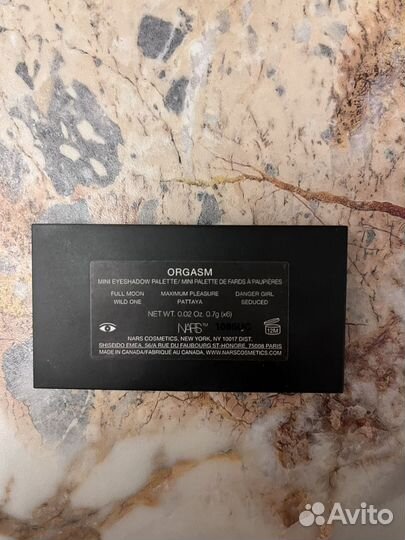 ORGASM
MINI EYESHADOW PALETTE/ MINI PALETTE DE FARDS À PAUPIÈRES
FULL MOON MAXIMUM PLEASURE DANGER GIRL
WILD ONE PATTAYA SEDUCED
NET WT. 0.02 Oz. 0.7g (x6)
NARS™ 12M
NARS COSMETICS, NEW YORK, NY 10017 DIST.
SHISEIDO EMEA, 56/A RUE DU FAUBOURG ST-HONORÉ, 75008 PARIS
MADE IN CANADA/FABRIQUÉ AU CANADA. WWW.NARSCOSMETICS.COM
Avito